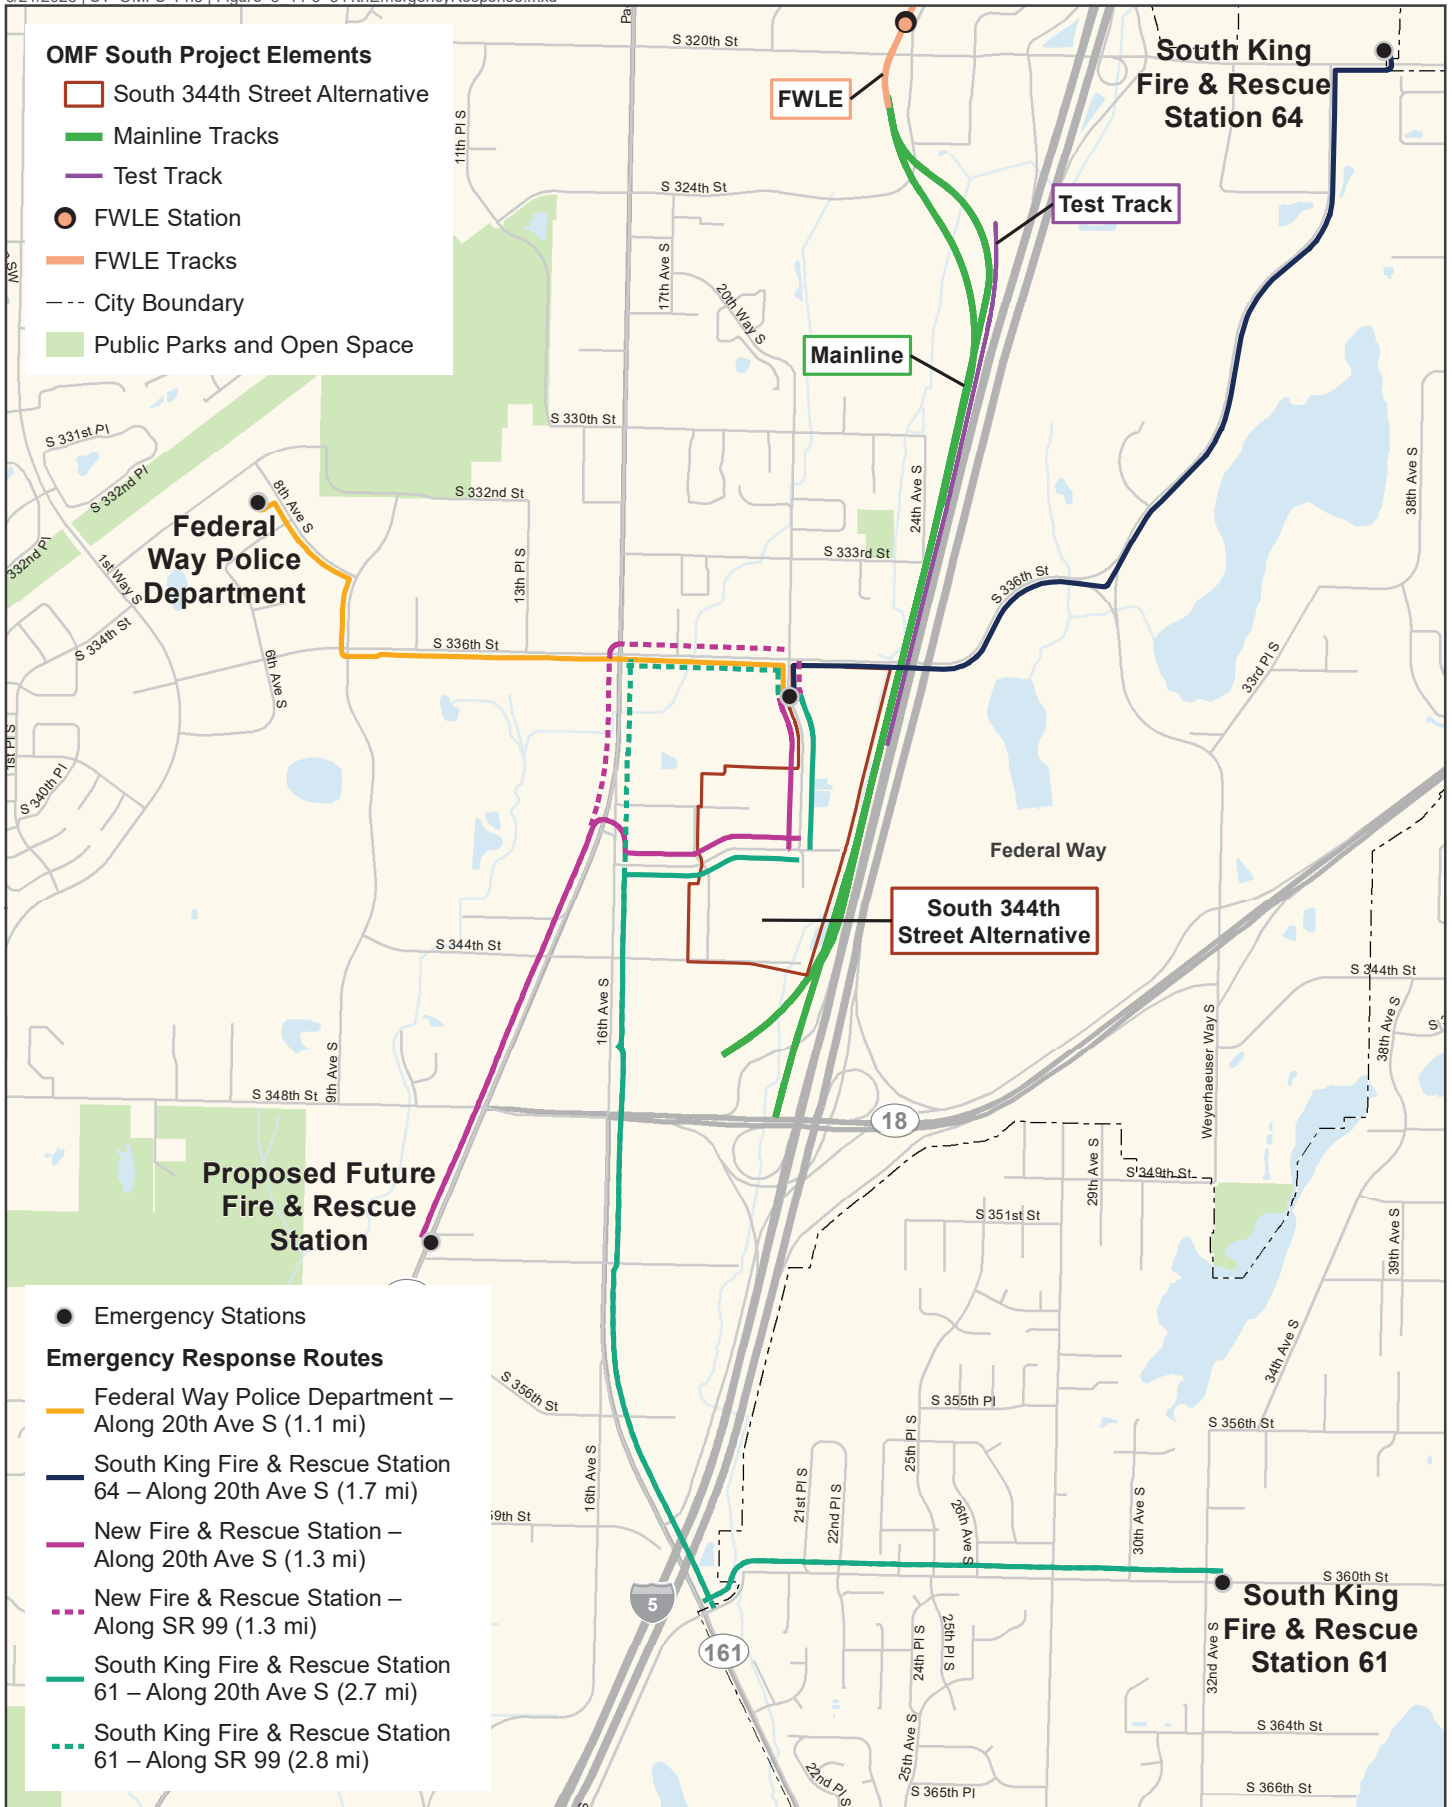 OMF South Project Elements
South 344th Street Alternative
Mainline Tracks
Test Track
FWLE Station
FWLE Tracks
City Boundary
Public Parks and Open Space
S 320th St
FWLE
South King
Fire & Rescue
Station 64
11th Pl S
S 324th St
Test Track
17th Ave S
20th Way S
Mainline
S 330th St
S 331st Pl
S 332nd Pl
8th Ave S
S 332nd St
24th Ave S
38th Ave S
Federal
Way Police
Department
332nd Pl
1st Way S
13th Pl S
S 333rd St
S 336th St
S 334th St
S 336th St
6th Ave S
33rd Pl S
1st Pl S
S 340th Pl
Federal Way
South 344th
Street Alternative
S 344th St
S 344th St
16th Ave S
38th Ave S
Weyerhaeuser Way S
9th Ave S
S 348th St
18
29th Ave S
S 349th St
Proposed Future
Fire & Rescue
Station
S 351st St
39th Ave S
Emergency Stations
Emergency Response Routes
Federal Way Police Department –
Along 20th Ave S (1.1 mi)
South King Fire & Rescue Station
64 – Along 20th Ave S (1.7 mi)
New Fire & Rescue Station –
Along 20th Ave S (1.3 mi)
New Fire & Rescue Station –
Along SR 99 (1.3 mi)
South King Fire & Rescue Station
61 – Along 20th Ave S (2.7 mi)
South King Fire & Rescue Station
61 – Along SR 99 (2.8 mi)
34th Ave S
S 356th St
S 355th Pl
S 356th St
25th Pl S
16th Ave S
21st Pl S
22nd Pl S
26th Ave S
30th Ave S
59th St
S 360th St
5
South King
Fire & Rescue
Station 61
161
24th Pl S
25th Pl S
32nd Ave S
S 364th St
25th Ave S
22nd Pl S
S 365th Pl
S 366th St